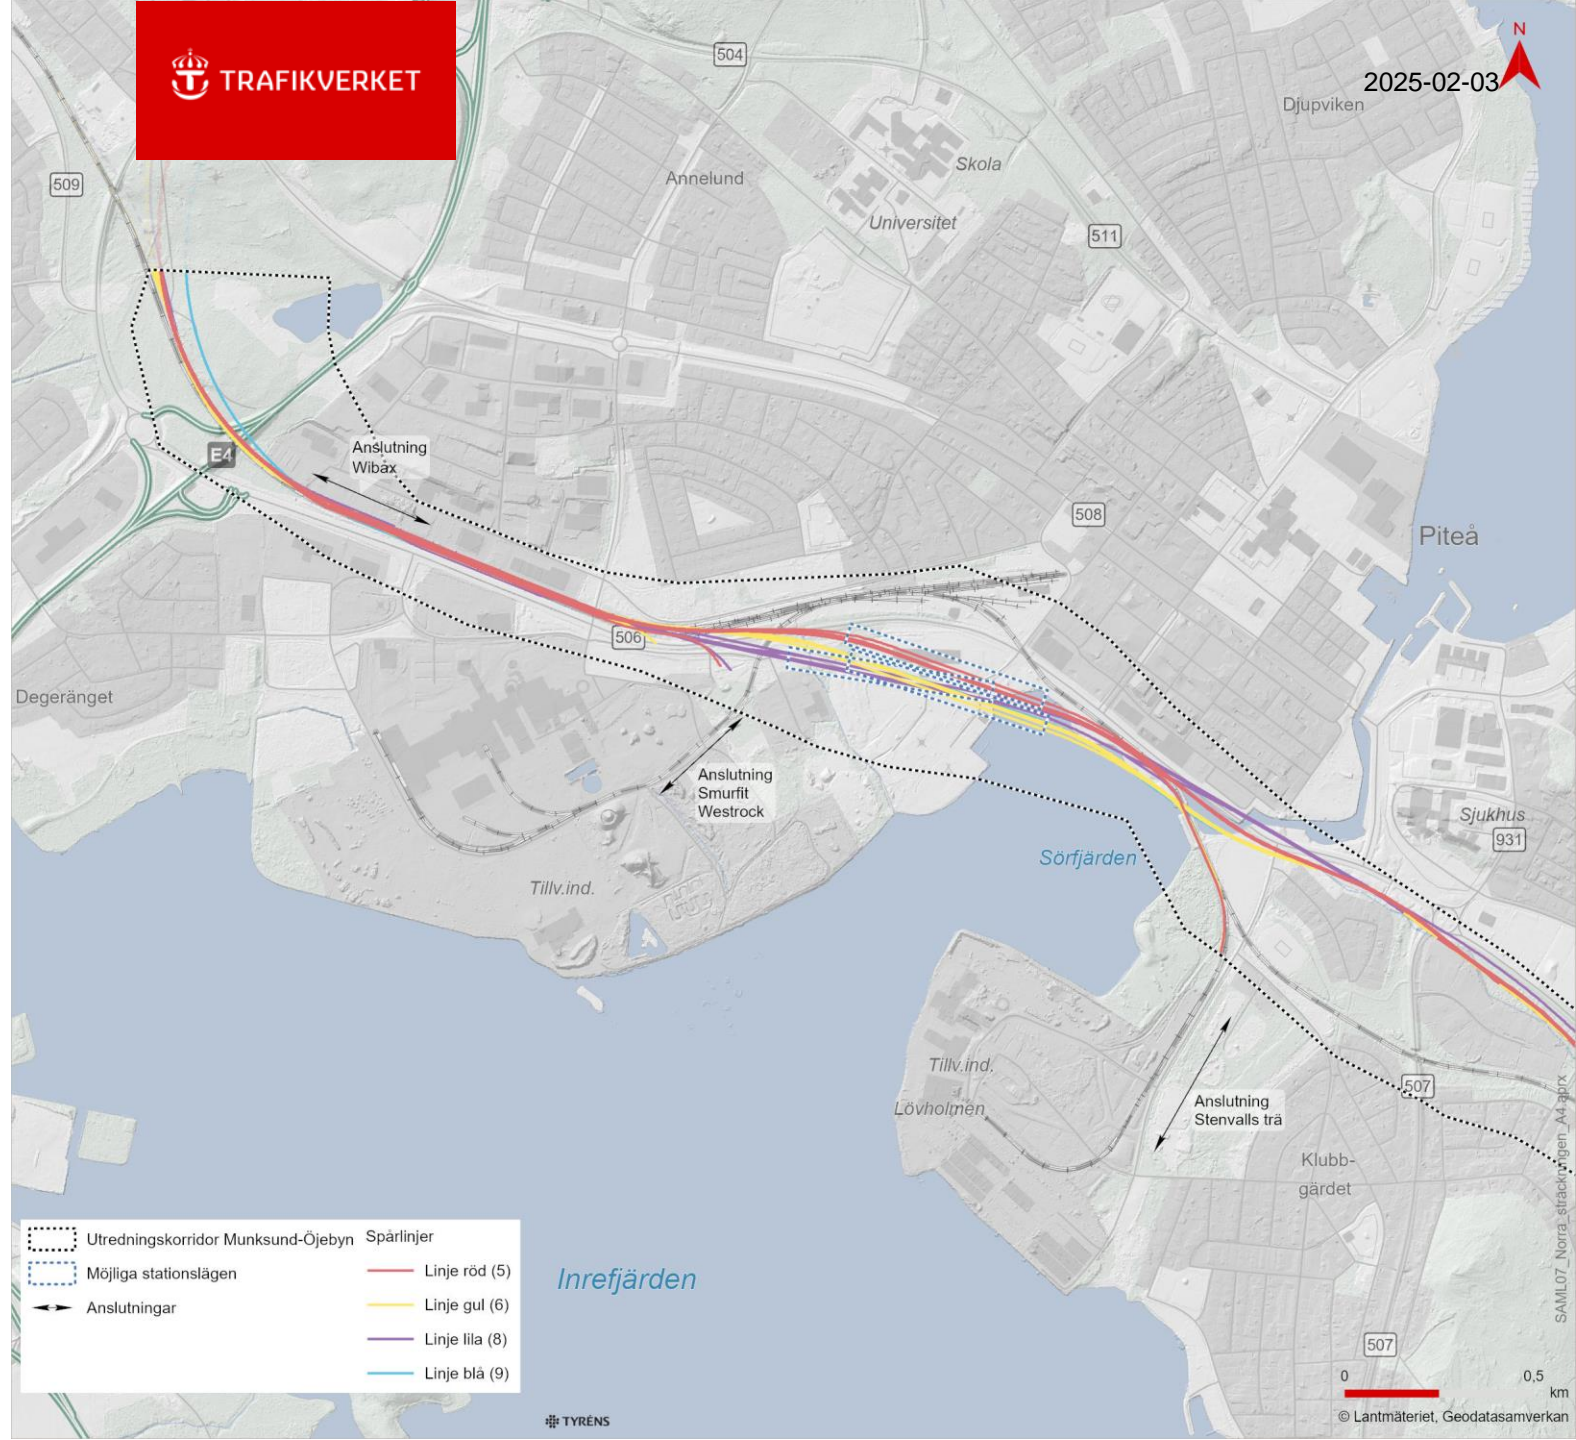 TRAFIKVERKET
N
2025-02-03
504
Djupviken
509
Annelund
Skola
Universitet
511
E4
Anslutning
Wibax
508
Piteå
506
Degeränget
Anslutning
Smurfit
Westrock
Sjukhus
931
Sörfjärden
Tillv.ind.
Tillv.ind.
Lövholmen
507
Anslutning
Stenvalls trä
Klubb-
gärdet
Utredningskorridor Munksund-Öjebyn
Möjliga stationslägen
Anslutningar
Spårlinjer
Linje röd (5)
Linje gul (6)
Linje lila (8)
Linje blå (9)
Inrefjärden
507
0 0,5
km
© Lantmäteriet, Geodatasamverkan
TYRÉNS
SAML07_Norra_sträckningen_A4.aprx